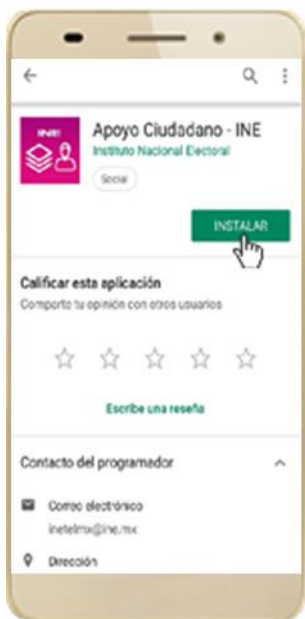 INE
Apoyo Ciudadano - INE
Instituto Nacional Electoral
Social
INSTALAR
Calificar esta aplicación
Comparte tu opinión con otros usuarios
Escribe una reseña
Contacto del programador
Correo electrónico
inetelmx@ine.mx
Dirección